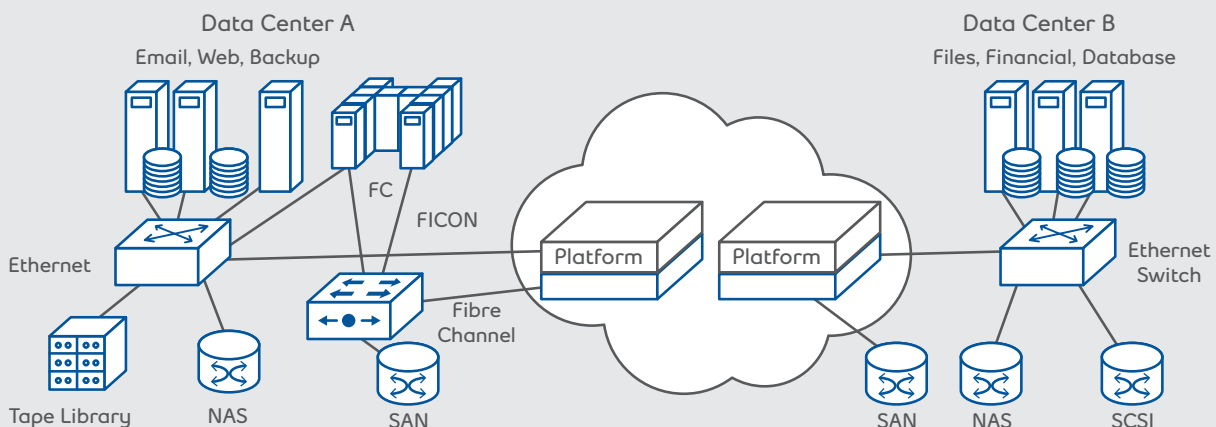 Data Center A
Data Center B
Email, Web, Backup
Files, Financial, Database
FC
FICON
Platform
Platform
Ethernet
Ethernet
Switch
Fibre
Channel
Tape Library
NAS
SAN
SAN
NAS
SCSI